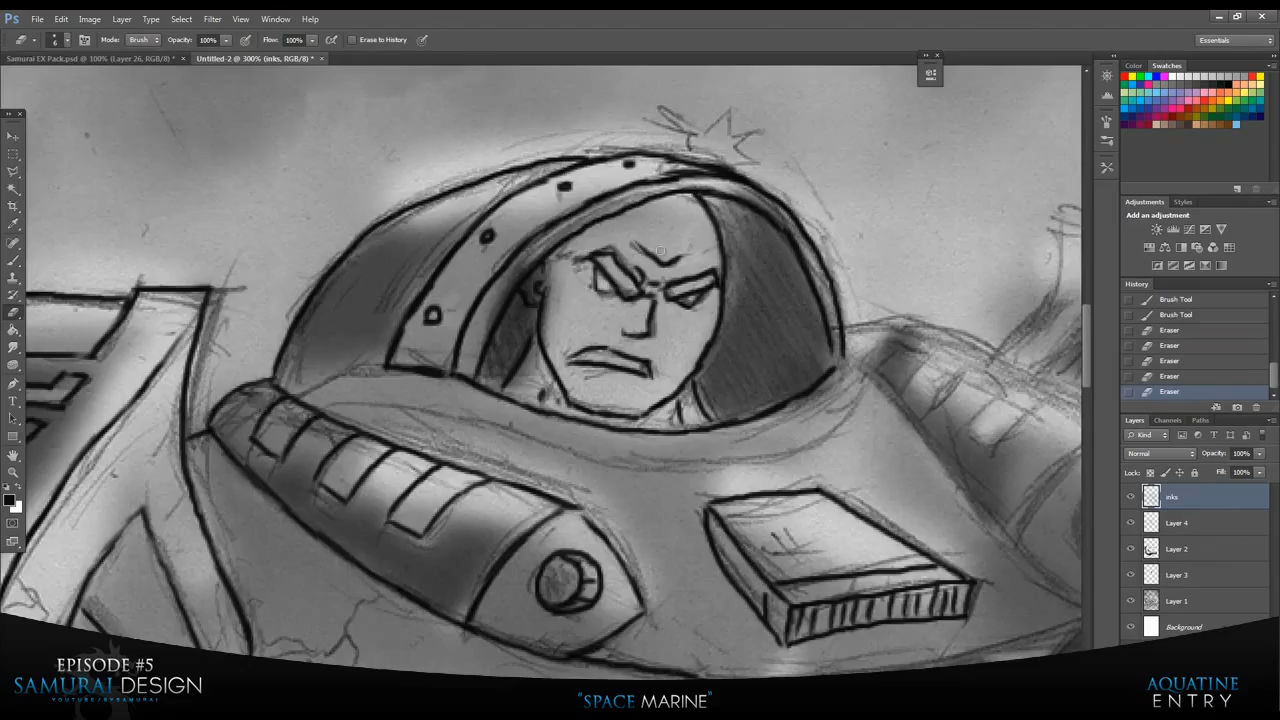 Ps File Edit Image Layer Type Select Filter View Window Help
6 Mode: Brush Opacity: 100% Flow: 100% Erase to History Essentials
Samurai EX Pack.psd @ 100% (Layer 26, RGB/8) * × Untitled-2 @ 300% (inks, RGB/8) * ×
Color Swatches
Adjustments Styles
Add an adjustment
History
Brush Tool
Brush Tool
Eraser
Eraser
Eraser
Eraser
Eraser
Layers Channels Paths
Kind
Normal Opacity: 100%
Lock: Fill: 100%
inks
Layer 4
Layer 2
Layer 3
Layer 1
Background
EPISODE #5
SAMURAI DESIGN
YOUTUBE/BYSAMURAI
"SPACE MARINE"
AQUATINE
ENTRY